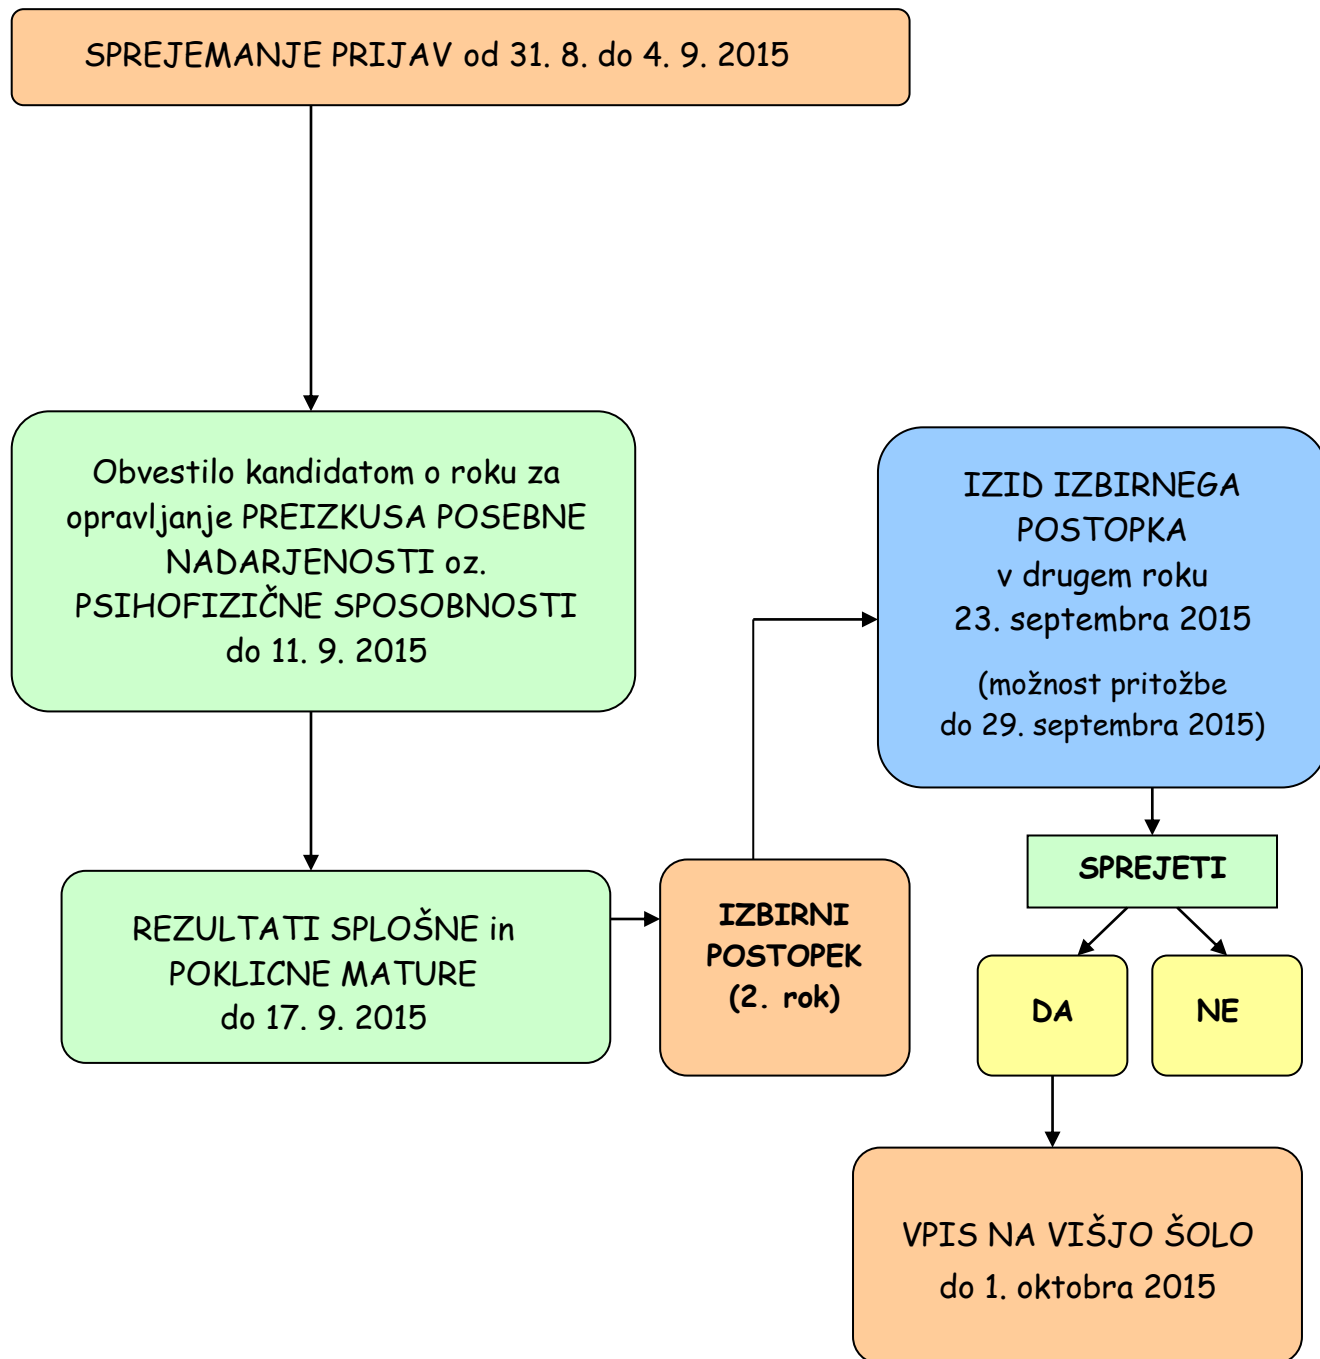 SPREJEMANJE PRIJAV od 31. 8. do 4. 9. 2015
Obvestilo kandidatom o roku za
opravljanje PREIZKUSA POSEBNE
NADARJENOSTI oz.
PSIHOFIZIČNE SPOSOBNOSTI
do 11. 9. 2015
REZULTATI SPLOŠNE in
POKLICNE MATURE
do 17. 9. 2015
IZBIRNI
POSTOPEK
(2. rok)
IZID IZBIRNEGA
POSTOPKA
v drugem roku
23. septembra 2015
(možnost pritožbe
do 29. septembra 2015)
SPREJETI
DA
NE
VPIS NA VIŠJO ŠOLO
do 1. oktobra 2015